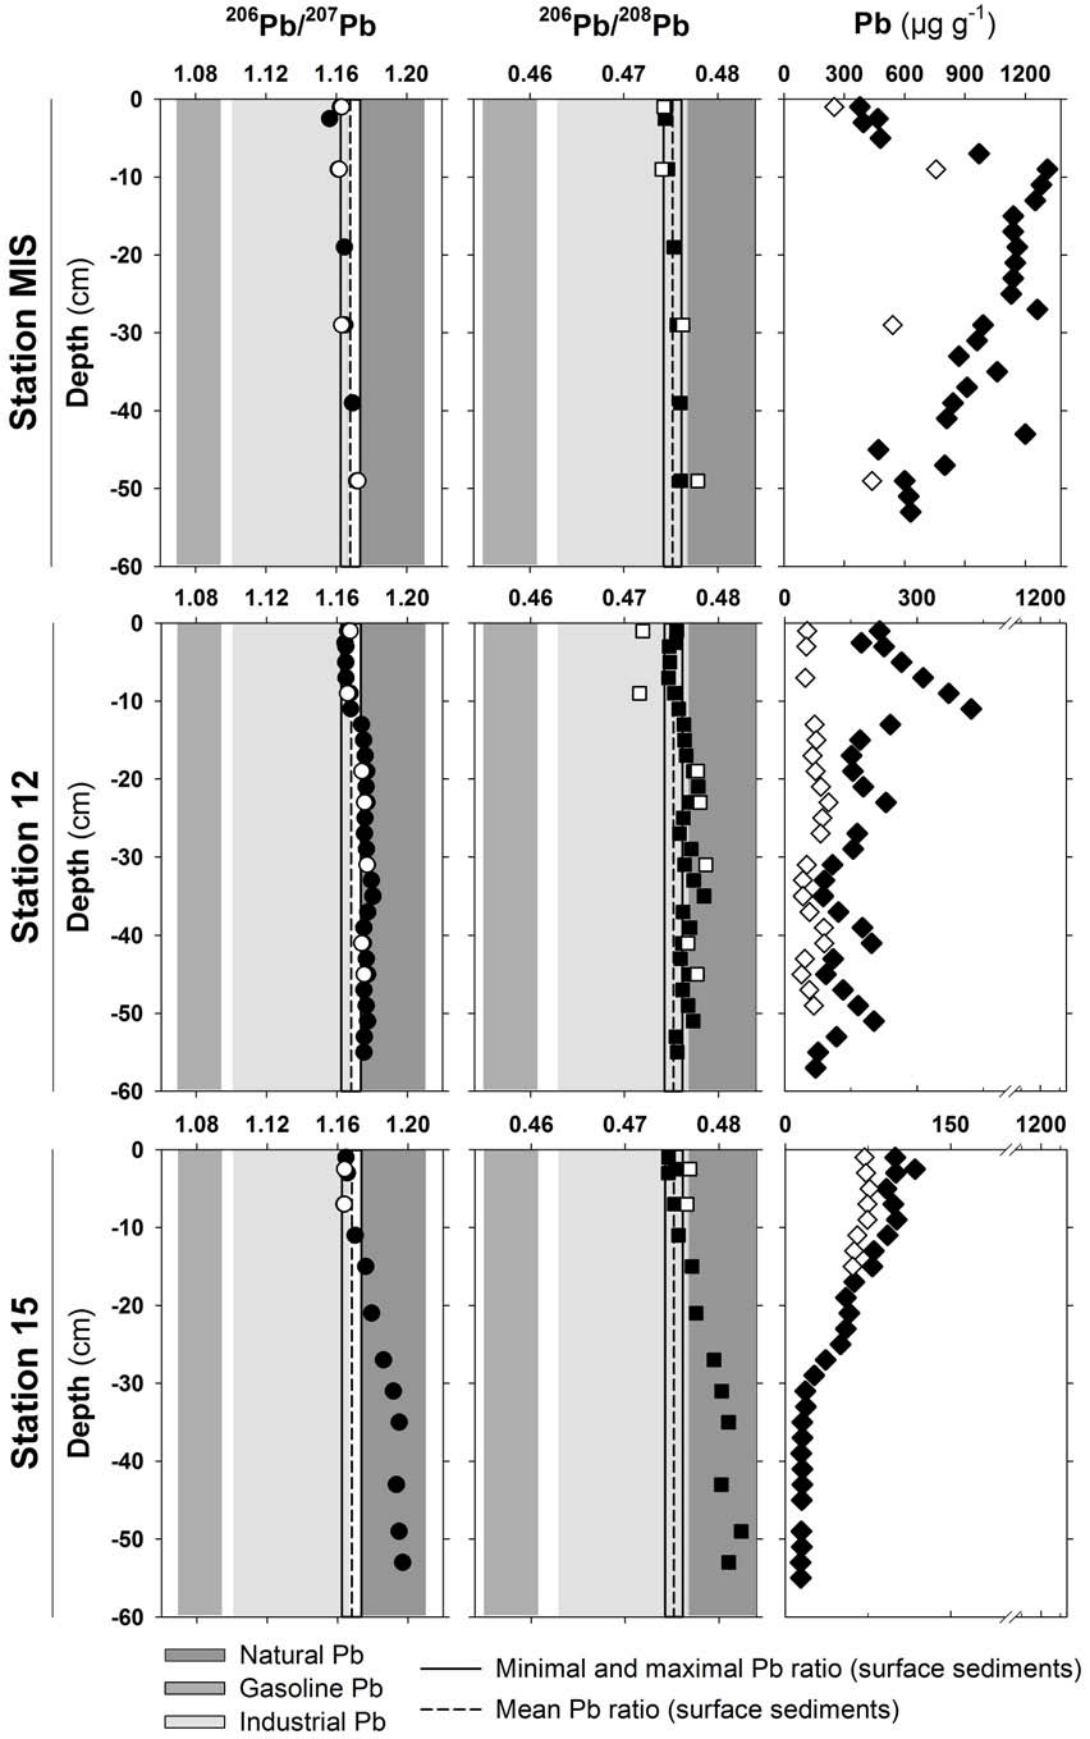 ²⁰⁶Pb/²⁰⁷Pb ²⁰⁶Pb/²⁰⁸Pb Pb (µg g⁻¹)
1.08 1.12 1.16 1.20 0.46 0.47 0.48 0 300 600 900 1200
Station MIS
Depth (cm)
0
-10
-20
-30
-40
-50
-60
1.08 1.12 1.16 1.20 0.46 0.47 0.48 0 300 1200
Station 12
Depth (cm)
0
-10
-20
-30
-40
-50
-60
1.08 1.12 1.16 1.20 0.46 0.47 0.48 0 150 1200
Station 15
Depth (cm)
0
-10
-20
-30
-40
-50
-60
Natural Pb
Gasoline Pb
Industrial Pb
Minimal and maximal Pb ratio (surface sediments)
Mean Pb ratio (surface sediments)